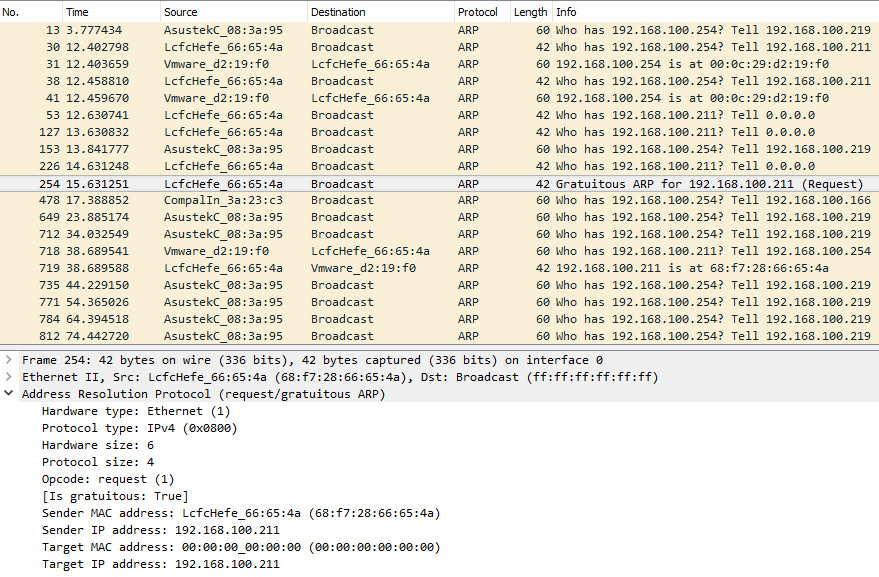 No. Time Source Destination Protocol Length Info
13 3.777434 AsustekC_08:3a:95 Broadcast ARP 60 Who has 192.168.100.254? Tell 192.168.100.219
30 12.402798 LcfcHefe_66:65:4a Broadcast ARP 42 Who has 192.168.100.254? Tell 192.168.100.211
31 12.403659 Vmware_d2:19:f0 LcfcHefe_66:65:4a ARP 60 192.168.100.254 is at 00:0c:29:d2:19:f0
38 12.458810 LcfcHefe_66:65:4a Broadcast ARP 42 Who has 192.168.100.254? Tell 192.168.100.211
41 12.459670 Vmware_d2:19:f0 LcfcHefe_66:65:4a ARP 60 192.168.100.254 is at 00:0c:29:d2:19:f0
53 12.630741 LcfcHefe_66:65:4a Broadcast ARP 42 Who has 192.168.100.211? Tell 0.0.0.0
127 13.630832 LcfcHefe_66:65:4a Broadcast ARP 42 Who has 192.168.100.211? Tell 0.0.0.0
153 13.841777 AsustekC_08:3a:95 Broadcast ARP 60 Who has 192.168.100.254? Tell 192.168.100.219
226 14.631248 LcfcHefe_66:65:4a Broadcast ARP 42 Who has 192.168.100.211? Tell 0.0.0.0
254 15.631251 LcfcHefe_66:65:4a Broadcast ARP 42 Gratuitous ARP for 192.168.100.211 (Request)
478 17.388852 CompalIn_3a:23:c3 Broadcast ARP 60 Who has 192.168.100.254? Tell 192.168.100.166
649 23.885174 AsustekC_08:3a:95 Broadcast ARP 60 Who has 192.168.100.254? Tell 192.168.100.219
712 34.032549 AsustekC_08:3a:95 Broadcast ARP 60 Who has 192.168.100.254? Tell 192.168.100.219
718 38.689541 Vmware_d2:19:f0 LcfcHefe_66:65:4a ARP 60 Who has 192.168.100.211? Tell 192.168.100.254
719 38.689588 LcfcHefe_66:65:4a Vmware_d2:19:f0 ARP 42 192.168.100.211 is at 68:f7:28:66:65:4a
735 44.229150 AsustekC_08:3a:95 Broadcast ARP 60 Who has 192.168.100.254? Tell 192.168.100.219
771 54.365026 AsustekC_08:3a:95 Broadcast ARP 60 Who has 192.168.100.254? Tell 192.168.100.219
784 64.394518 AsustekC_08:3a:95 Broadcast ARP 60 Who has 192.168.100.254? Tell 192.168.100.219
812 74.442720 AsustekC_08:3a:95 Broadcast ARP 60 Who has 192.168.100.254? Tell 192.168.100.219
Frame 254: 42 bytes on wire (336 bits), 42 bytes captured (336 bits) on interface 0
Ethernet II, Src: LcfcHefe_66:65:4a (68:f7:28:66:65:4a), Dst: Broadcast (ff:ff:ff:ff:ff:ff)
Address Resolution Protocol (request/gratuitous ARP)
Hardware type: Ethernet (1)
Protocol type: IPv4 (0x0800)
Hardware size: 6
Protocol size: 4
Opcode: request (1)
[Is gratuitous: True]
Sender MAC address: LcfcHefe_66:65:4a (68:f7:28:66:65:4a)
Sender IP address: 192.168.100.211
Target MAC address: 00:00:00_00:00:00 (00:00:00:00:00:00)
Target IP address: 192.168.100.211